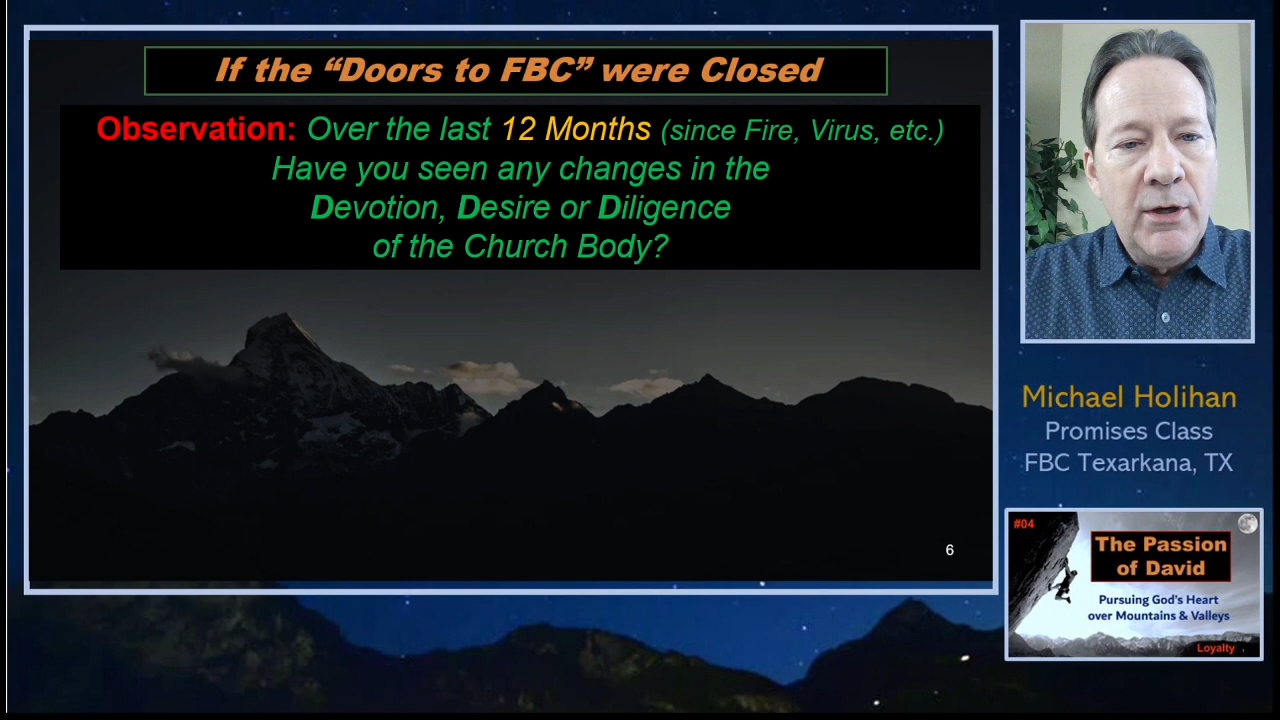 If the “Doors to FBC” were Closed
Observation: Over the last 12 Months (since Fire, Virus, etc.)
Have you seen any changes in the
Devotion, Desire or Diligence
of the Church Body?
6
Michael Holihan
Promises Class
FBC Texarkana, TX
#04
The Passion
of David
Pursuing God's Heart
over Mountains & Valleys
Loyalty